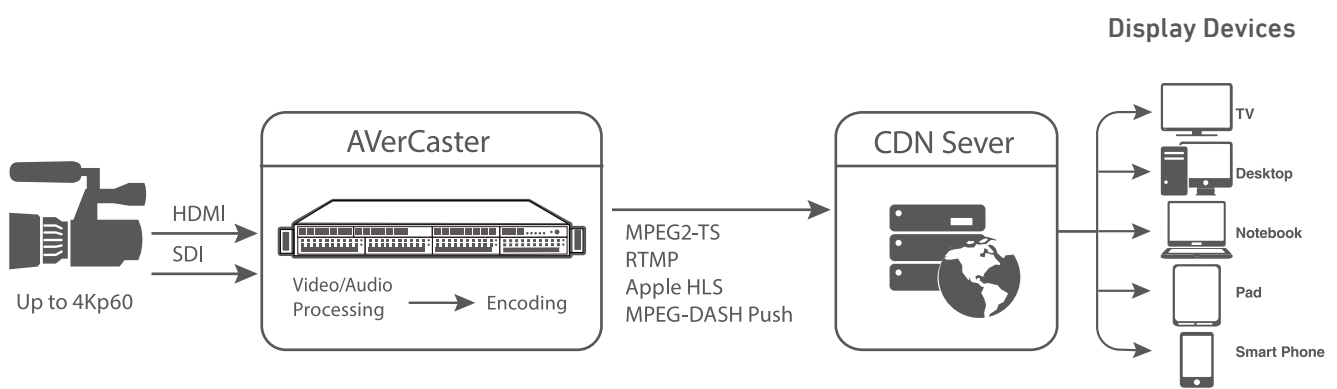 Display Devices
AVerCaster
CDN Sever
TV
Desktop
HDMI
SDI
Up to 4Kp60
Video/Audio
Processing
Encoding
MPEG2-TS
RTMP
Apple HLS
MPEG-DASH Push
Notebook
Pad
Smart Phone